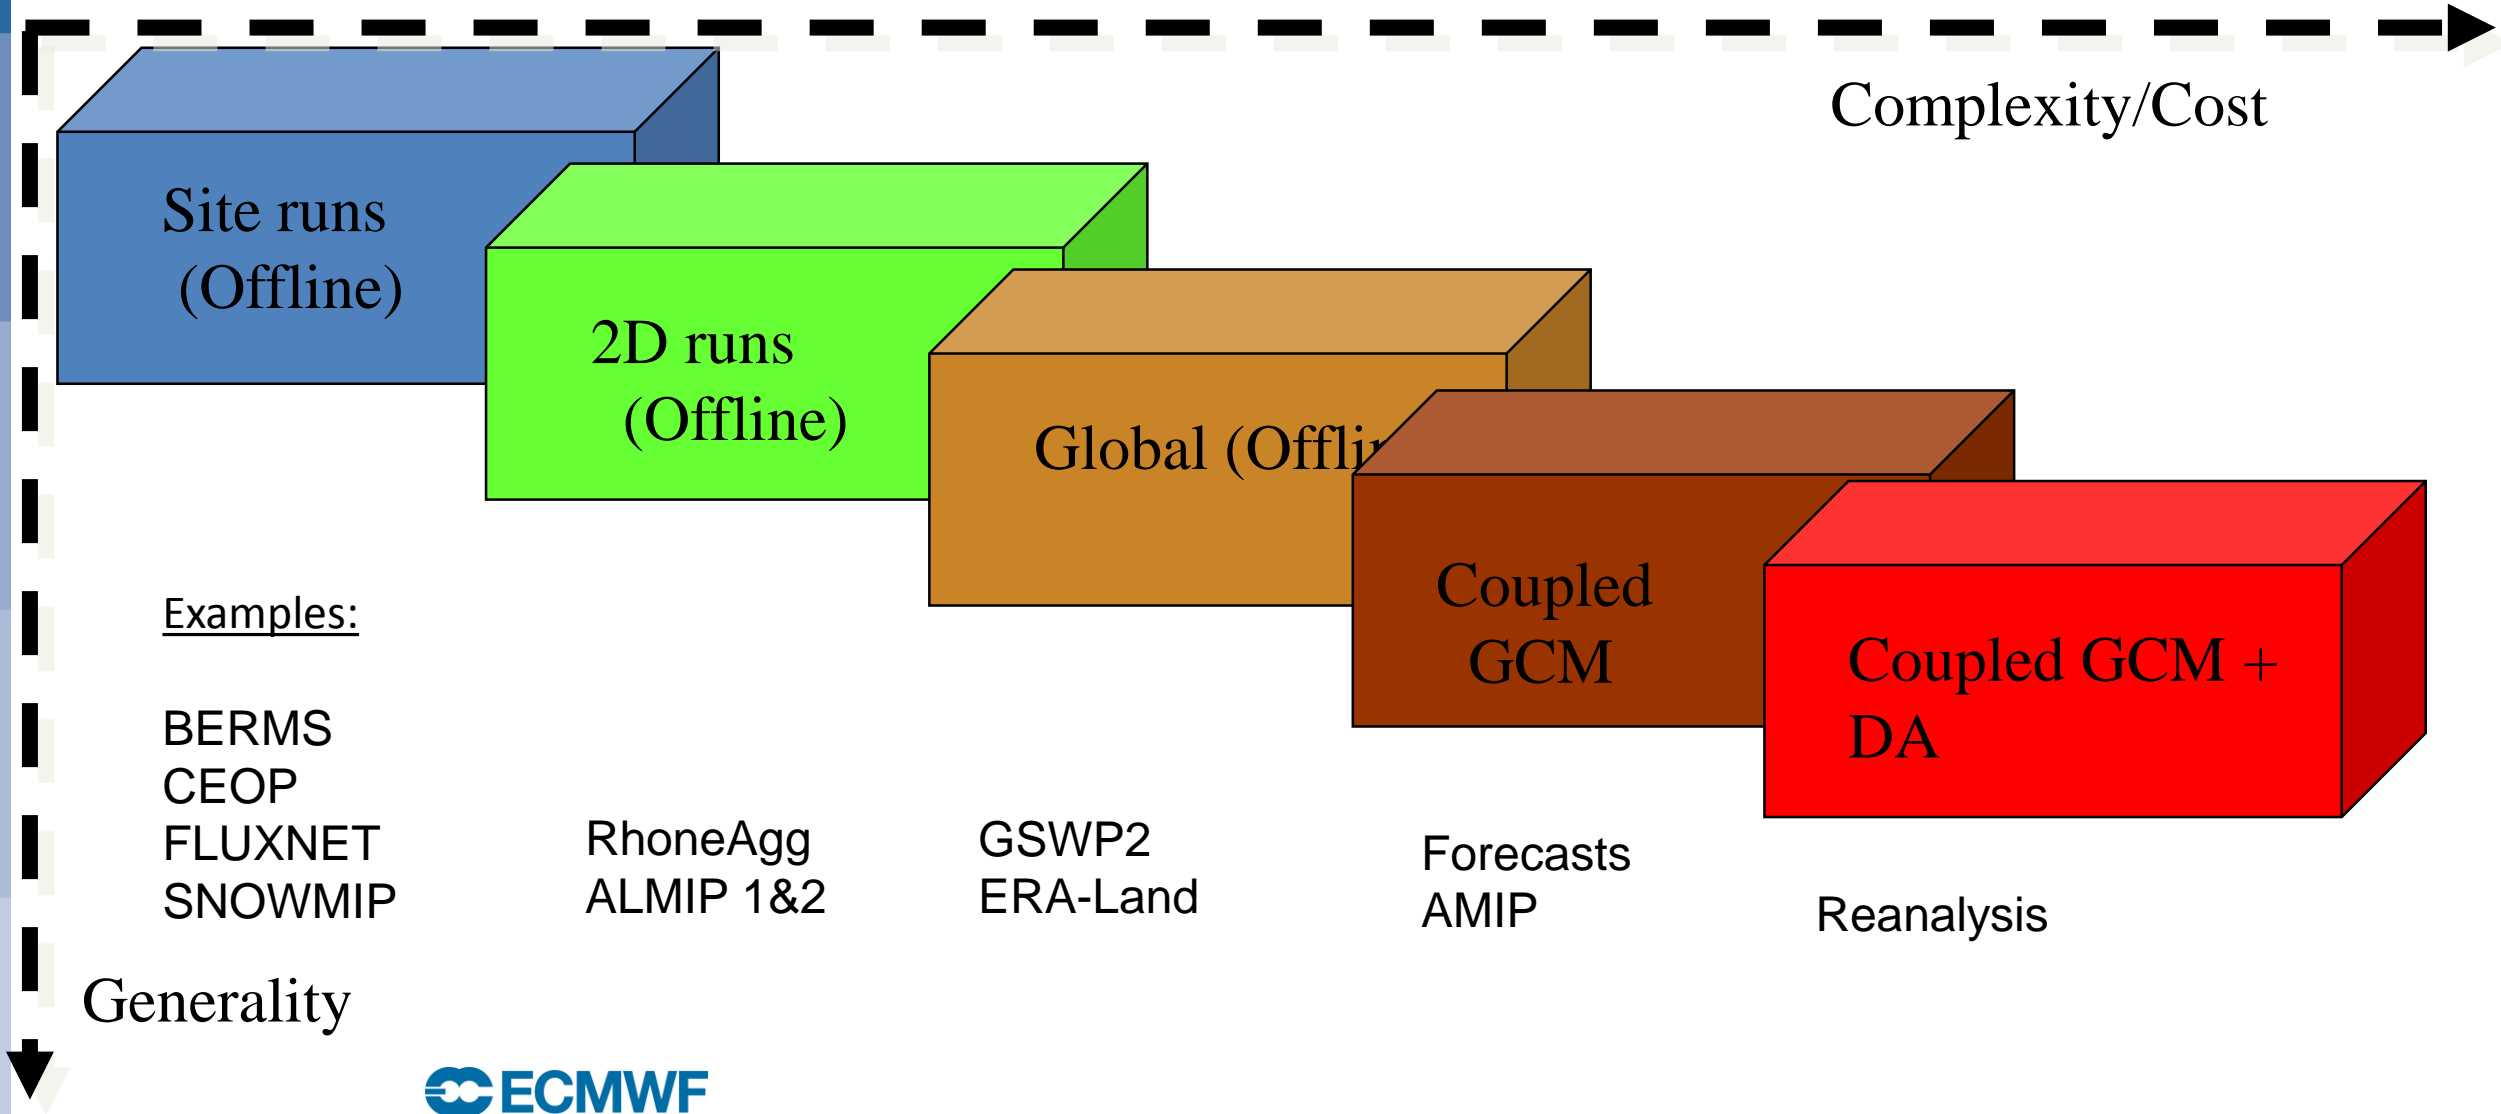 Complexity/Cost
Site runs
(Offline)
2D runs
(Offline)
Global (Offli
Coupled
GCM
Coupled GCM +
DA
Examples:
BERMS
CEOP
FLUXNET
SNOWMIP
RhoneAgg
ALMIP 1&2
GSWP2
ERA-Land
Forecasts
AMIP
Reanalysis
Generality
ECMWF